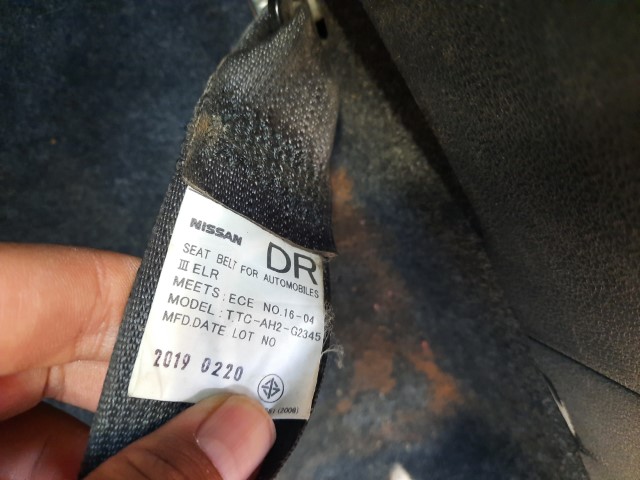 NISSAN
DR
SEAT BELT FOR AUTOMOBILES
III ELR
MEETS : ECE NO.16-04
MODEL : TTC-AH2-G2345
MFD.DATE LOT NO
2019 0220
(2006)